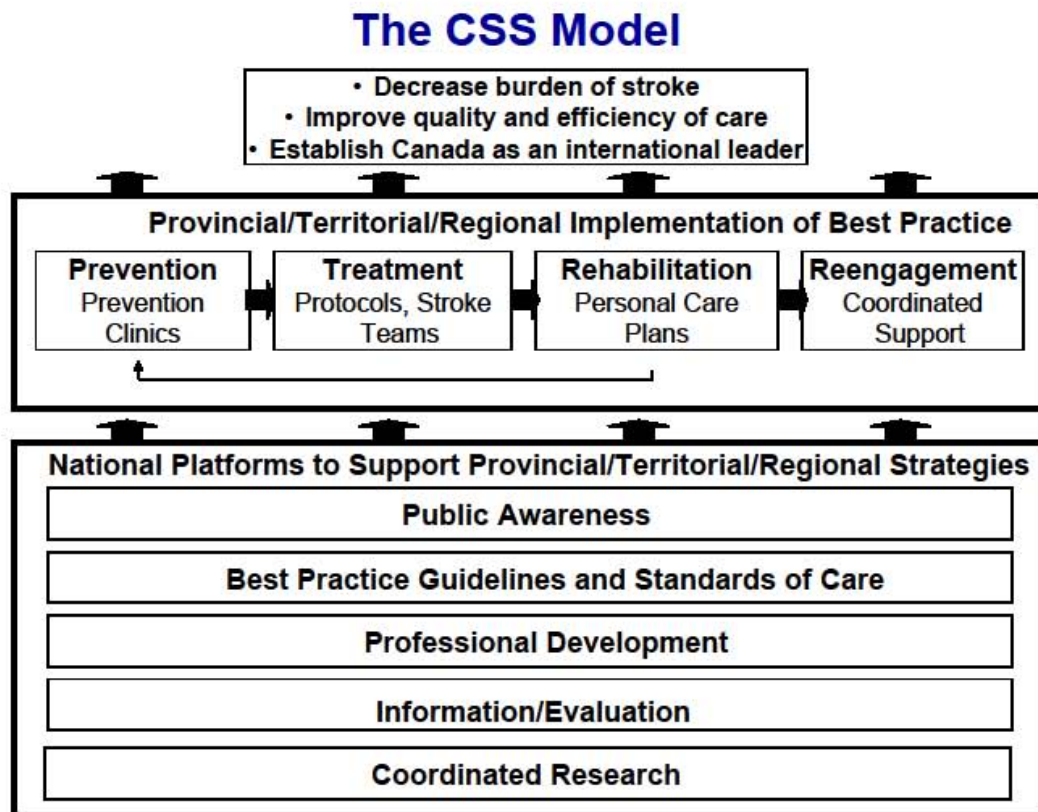 The CSS Model
• Decrease burden of stroke
• Improve quality and efficiency of care
• Establish Canada as an international leader
Provincial/Territorial/Regional Implementation of Best Practice
Prevention
Prevention
Clinics
Treatment
Protocols, Stroke
Teams
Rehabilitation
Personal Care
Plans
Reengagement
Coordinated
Support
National Platforms to Support Provincial/Territorial/Regional Strategies
Public Awareness
Best Practice Guidelines and Standards of Care
Professional Development
Information/Evaluation
Coordinated Research